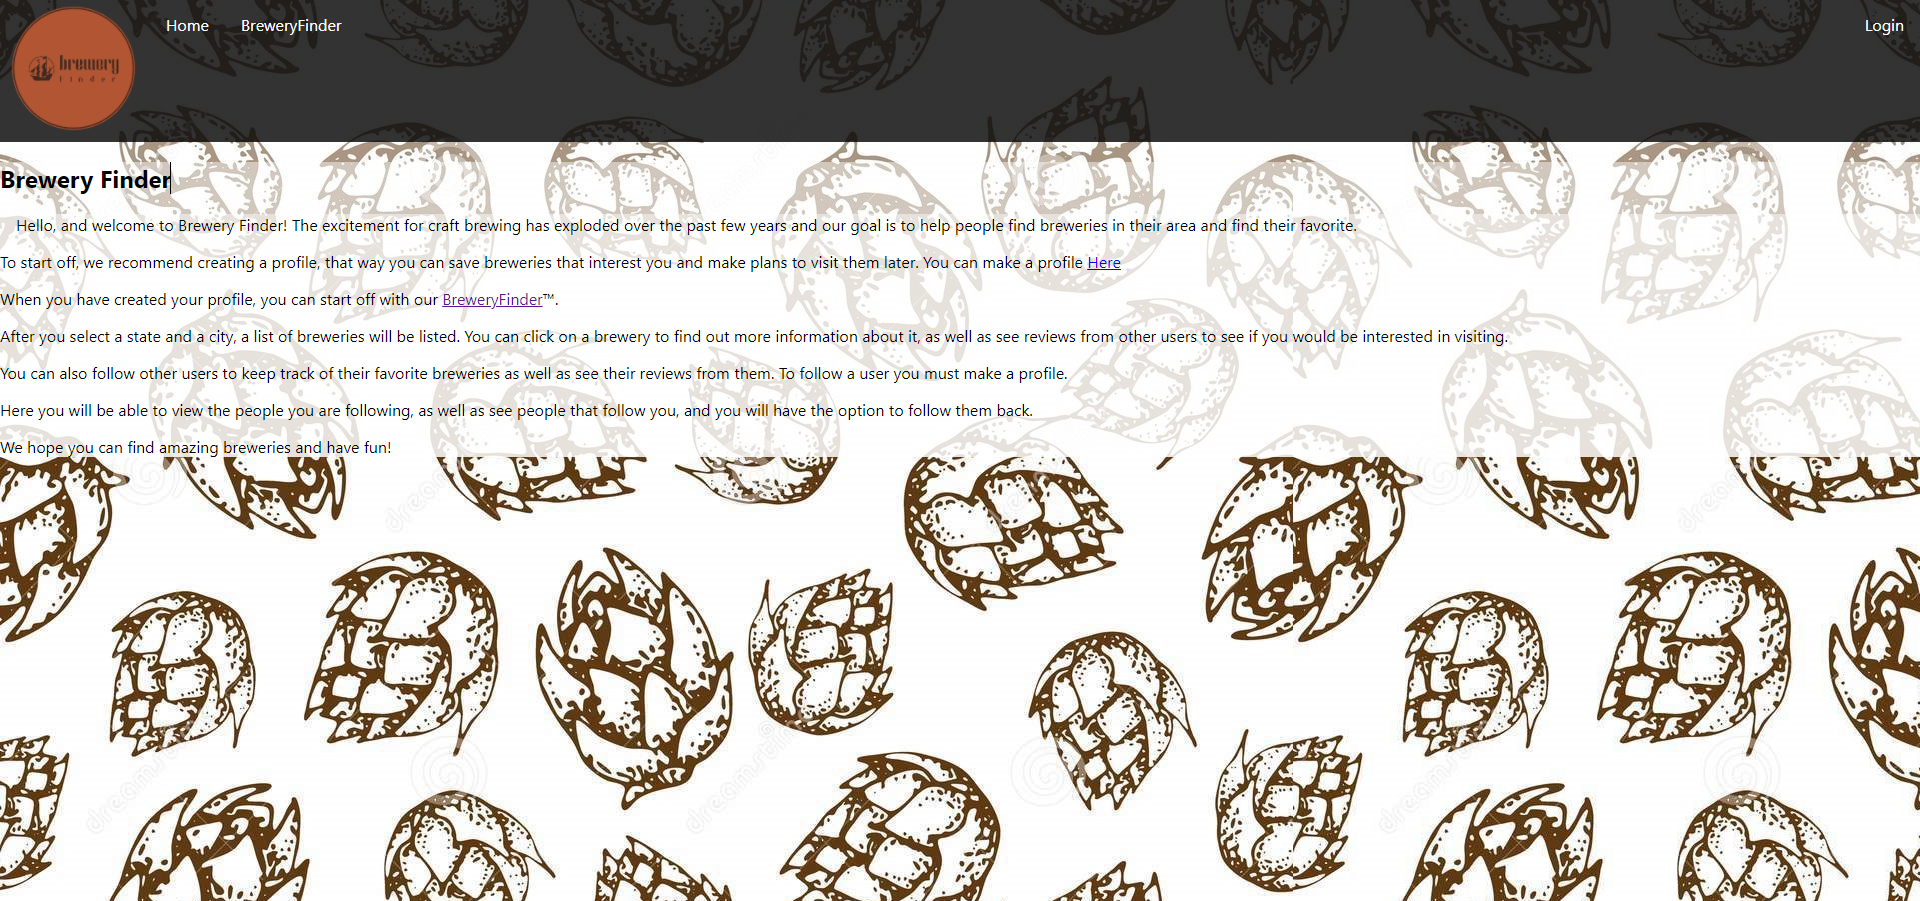 Home BreweryFinder Login
brewery
finder
Brewery Finder
Hello, and welcome to Brewery Finder! The excitement for craft brewing has exploded over the past few years and our goal is to help people find breweries in their area and find their favorite.
To start off, we recommend creating a profile, that way you can save breweries that interest you and make plans to visit them later. You can make a profile Here
When you have created your profile, you can start off with our BreweryFinder™.
After you select a state and a city, a list of breweries will be listed. You can click on a brewery to find out more information about it, as well as see reviews from other users to see if you would be interested in visiting.
You can also follow other users to keep track of their favorite breweries as well as see their reviews from them. To follow a user you must make a profile.
Here you will be able to view the people you are following, as well as see people that follow you, and you will have the option to follow them back.
We hope you can find amazing breweries and have fun!